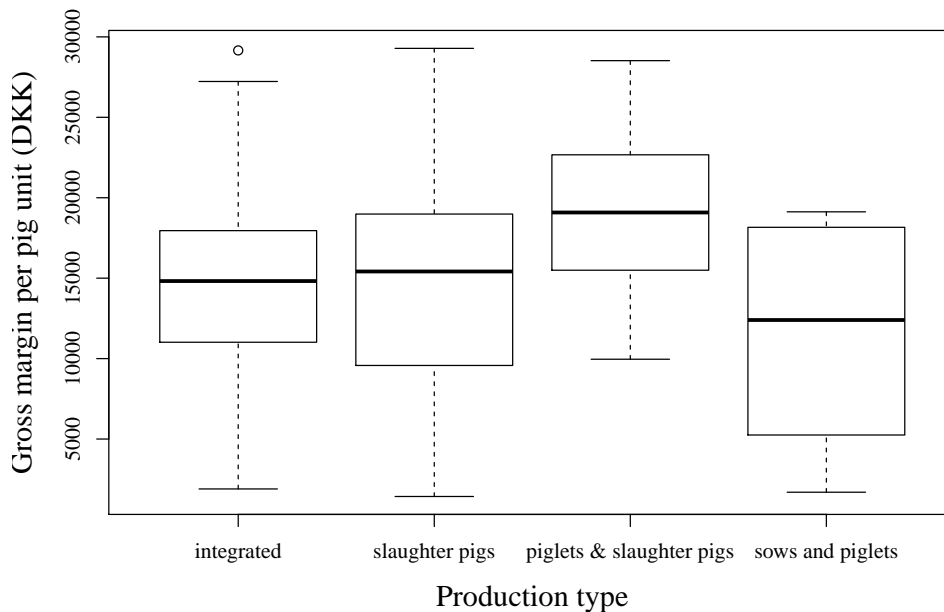 Gross margin per pig unit (DKK)
30000
25000
20000
15000
10000
5000
integrated
slaughter pigs
piglets & slaughter pigs
sows and piglets
Production type